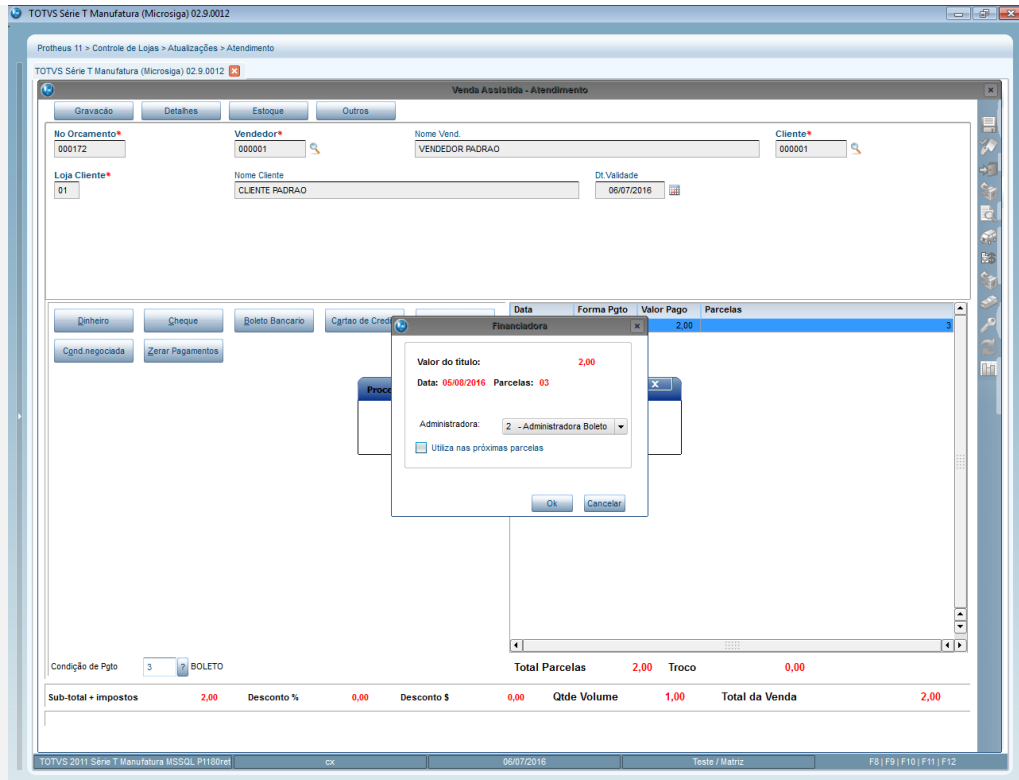 TOTVS Série T Manufatura (Microsiga) 02.9.0012
Protheus 11 > Controle de Lojas > Atualizações > Atendimento
TOTVS Série T Manufatura (Microsiga) 02.9.0012
Venda Assistida - Atendimento
Gravacão Detalhes Estoque Outros
No Orcamento* Vendedor* Nome Vend. Cliente*
000172 000001 VENDEDOR PADRAO 000001
Loja Cliente* Nome Cliente Dt.Validade
01 CLIENTE PADRAO 06/07/2016
Data Forma Pgto Valor Pago Parcelas
2,00 3
Dinheiro Cheque Boleto Bancario Cartao de Credi
Cond.negociada Zerar Pagamentos
Financiadora
Valor do título: 2,00
Data: 05/08/2016 Parcelas: 03
Proce
Administradora: 2 - Administradora Boleto
Utiliza nas próximas parcelas
Ok Cancelar
Condição de Pgto 3 ? BOLETO
Total Parcelas 2,00 Troco 0,00
Sub-total + impostos 2,00 Desconto % 0,00 Desconto $ 0,00 Qtde Volume 1,00 Total da Venda 2,00
TOTVS 2011 Série T Manufatura MSSQL P1180ret cx 06/07/2016 Teste / Matriz F8 | F9 | F10 | F11 | F12